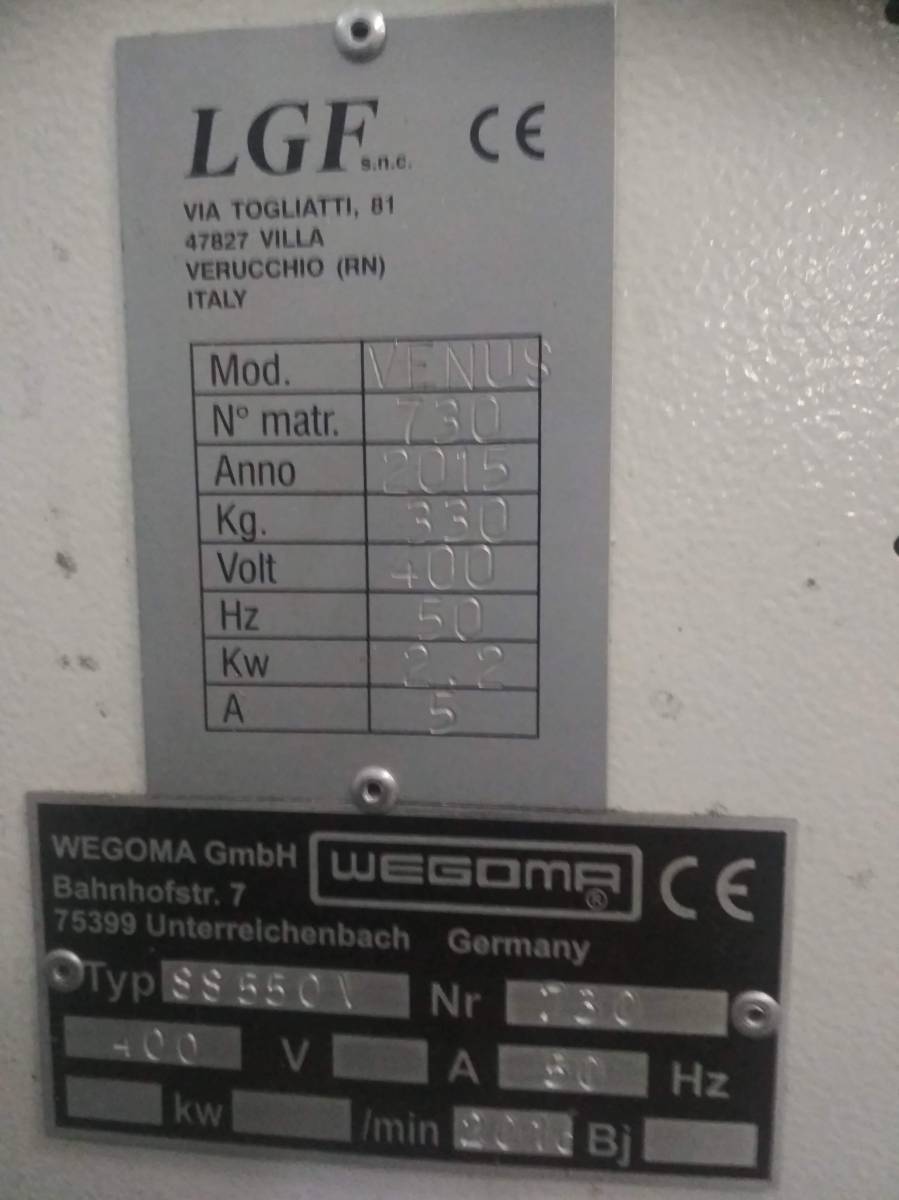 LGF s.n.c. CE
VIA TOGLIATTI, 81
47827 VILLA
VERUCCHIO (RN)
ITALY
Mod. VENUS
N° matr. 730
Anno 2015
Kg. 330
Volt 400
Hz 50
Kw 2.2
A 5
WEGOMA GmbH WEGOMA ® CE
Bahnhofstr. 7
75399 Unterreichenbach Germany
Typ Nr 730
400 V A 50 Hz
kw /min Bj